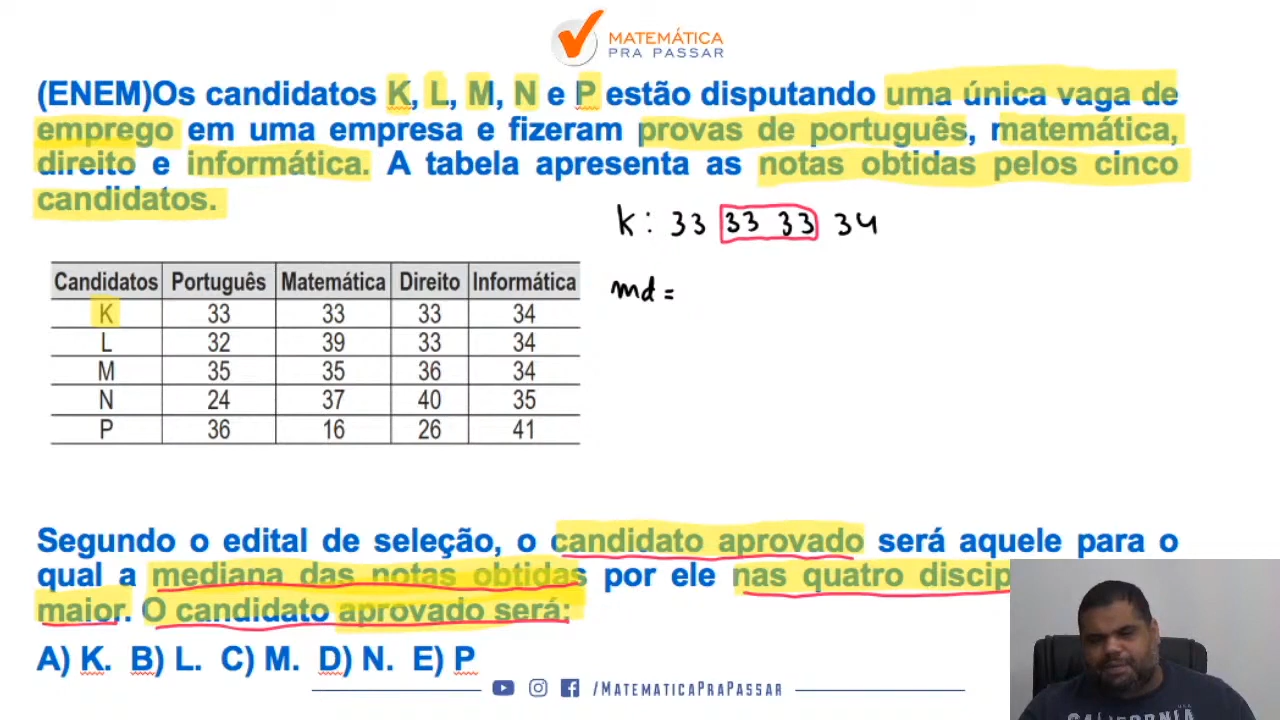 MATEMÁTICA
PRA PASSAR
(ENEM)Os candidatos K, L, M, N e P estão disputando uma única vaga de
emprego em uma empresa e fizeram provas de português, matemática,
direito e informática. A tabela apresenta as notas obtidas pelos cinco
candidatos.
K: 33 33 33 34
md =
Candidatos Português Matemática Direito Informática
K 33 33 33 34
L 32 39 33 34
M 35 35 36 34
N 24 37 40 35
P 36 16 26 41
Segundo o edital de seleção, o candidato aprovado será aquele para o
qual a mediana das notas obtidas por ele nas quatro
maior. O candidato aprovado será:
A) K. B) L. C) M. D) N. E) P
/MATEMATICAPRAPASSAR
CALIFORNIA